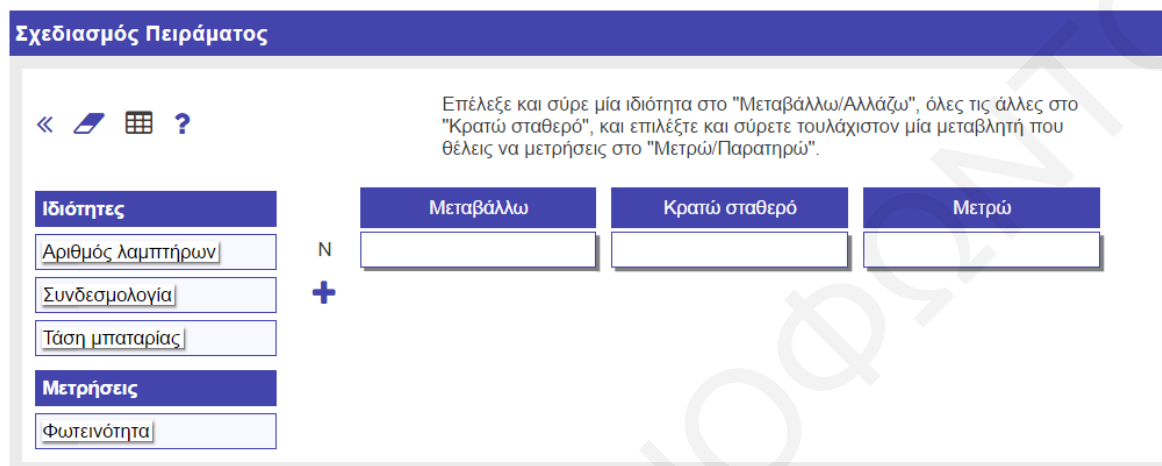 Σχεδιασμός Πειράματος
Επέλεξε και σύρε μία ιδιότητα στο "Μεταβάλλω/Αλλάζω", όλες τις άλλες στο
"Κρατώ σταθερό", και επιλέξτε και σύρετε τουλάχιστον μία μεταβλητή που
θέλεις να μετρήσεις στο "Μετρώ/Παρατηρώ".
« ?
Ιδιότητες
Μεταβάλλω
Κρατώ σταθερό
Μετρώ
Αριθμός λαμπτήρων
N
Συνδεσμολογία
Τάση μπαταρίας
Μετρήσεις
Φωτεινότητα